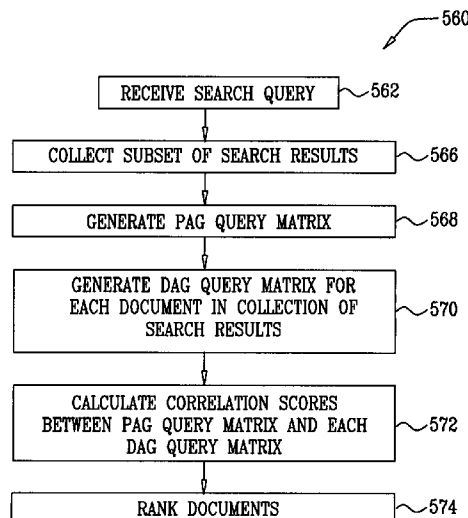 560
RECEIVE SEARCH QUERY 562
COLLECT SUBSET OF SEARCH RESULTS 566
GENERATE PAG QUERY MATRIX 568
GENERATE DAG QUERY MATRIX FOR
EACH DOCUMENT IN COLLECTION OF
SEARCH RESULTS
570
CALCULATE CORRELATION SCORES
BETWEEN PAG QUERY MATRIX AND EACH
DAG QUERY MATRIX
572
RANK DOCUMENTS 574